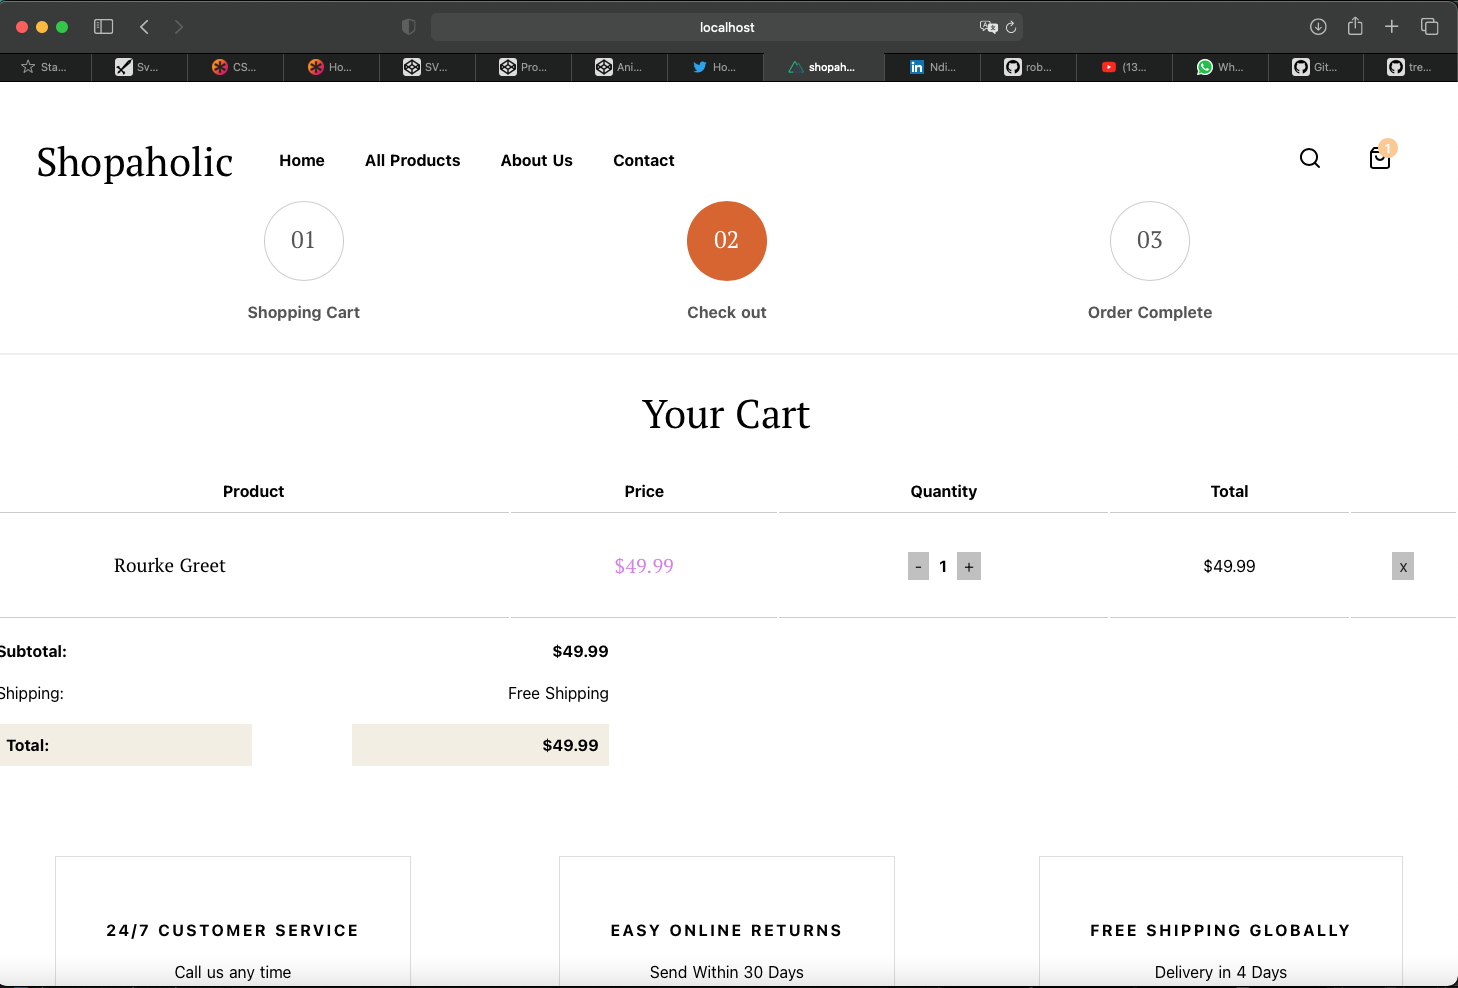 localhost
Sta... Sv... CS... Ho... SV... Pro... Ani... Ho... shopah... Ndi... rob... (13... Wh... Git... tre...
Shopaholic Home All Products About Us Contact 1
01 02 03
Shopping Cart Check out Order Complete
Your Cart
Product Price Quantity Total
Rourke Greet $49.99 - 1 + $49.99 x
Subtotal: $49.99
Shipping: Free Shipping
Total: $49.99
24/7 CUSTOMER SERVICE EASY ONLINE RETURNS FREE SHIPPING GLOBALLY
Call us any time Send Within 30 Days Delivery in 4 Days